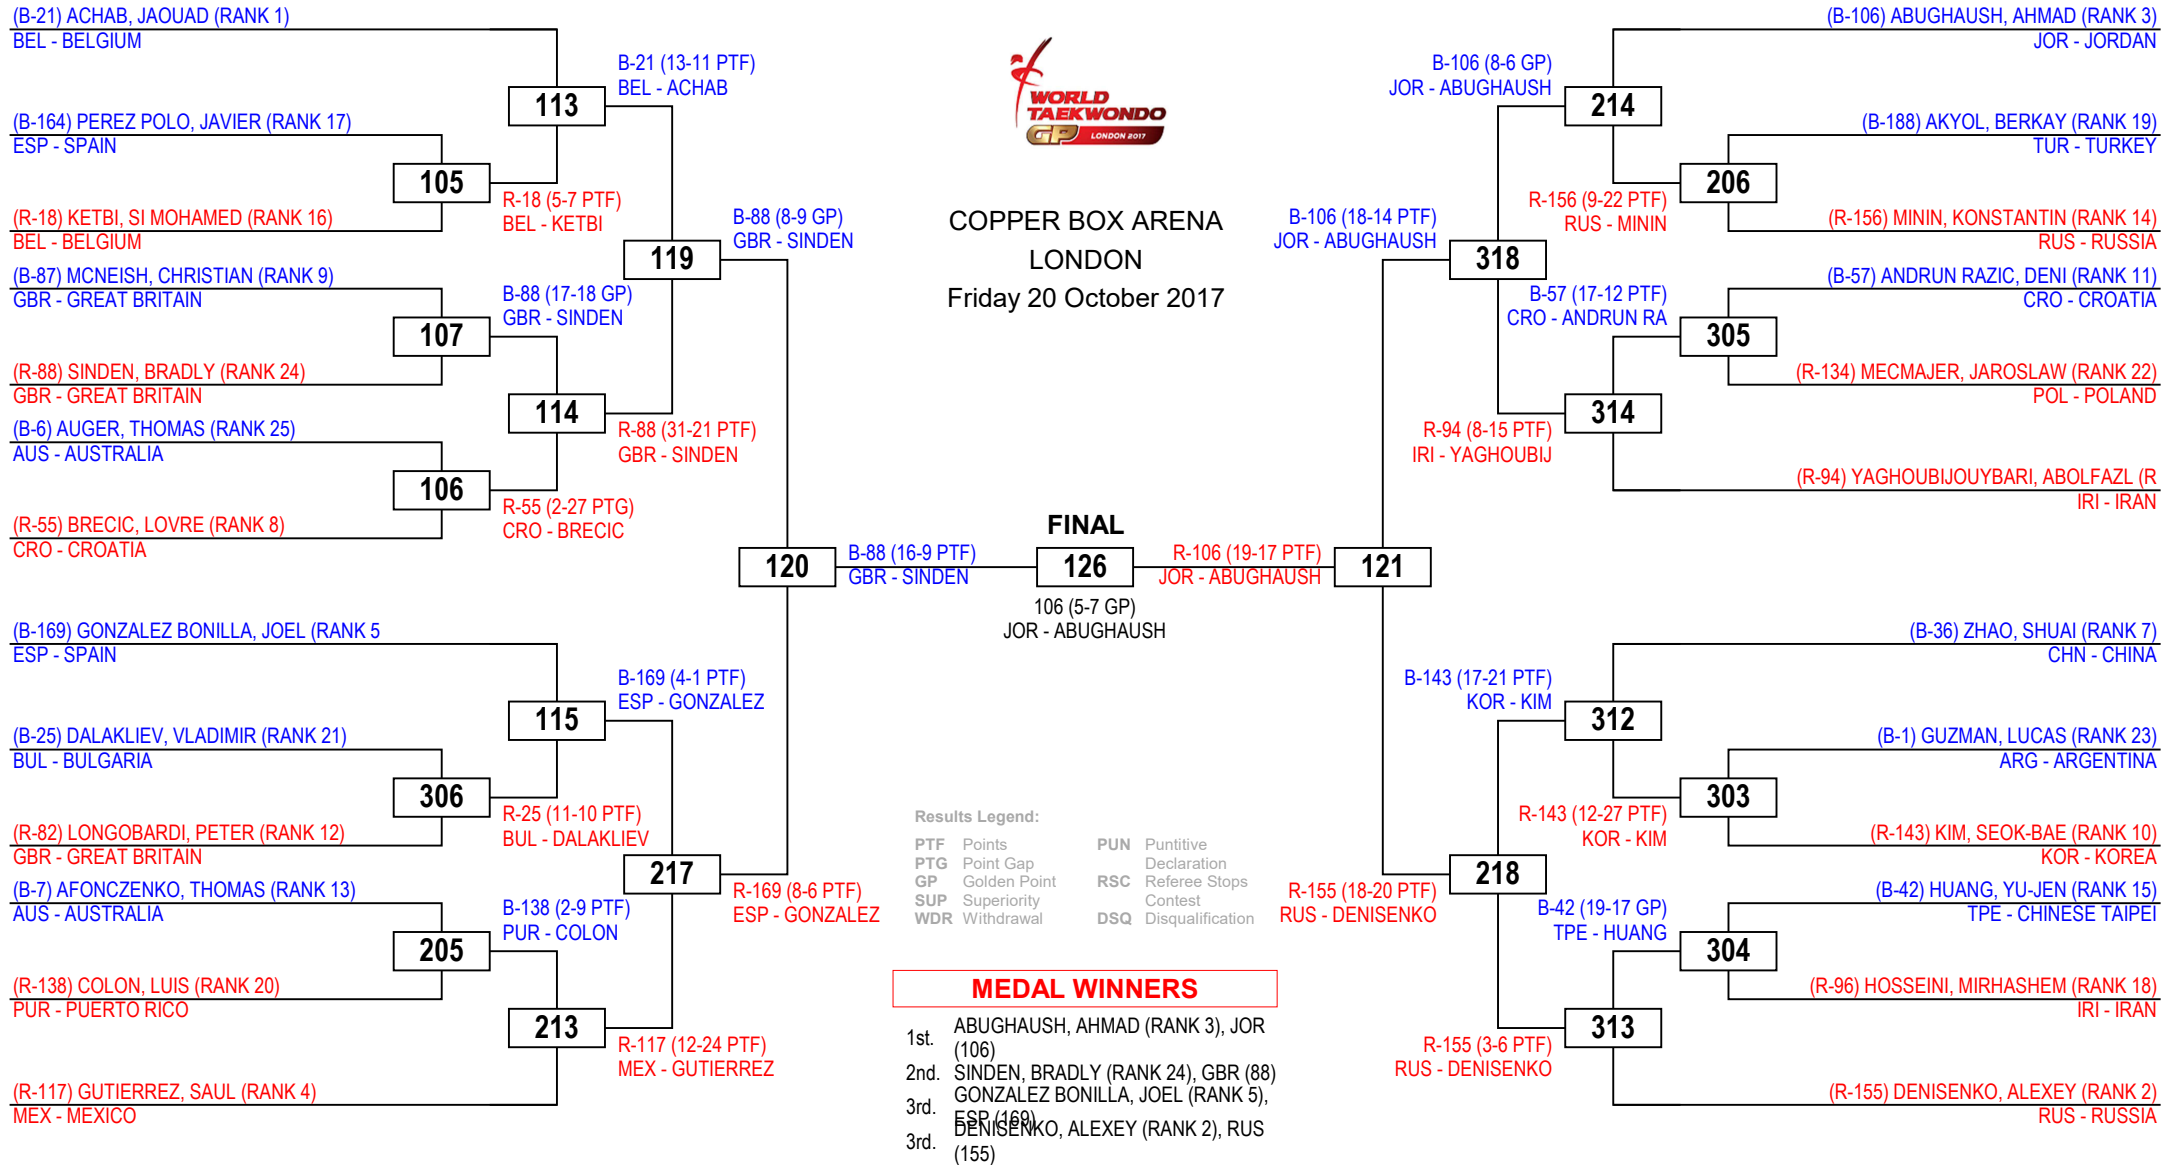 (B-21) ACHAB, JAOUAD (RANK 1)
BEL - BELGIUM
(B-164) PEREZ POLO, JAVIER (RANK 17)
ESP - SPAIN
(R-18) KETBI, SI MOHAMED (RANK 16)
BEL - BELGIUM
(B-87) MCNEISH, CHRISTIAN (RANK 9)
GBR - GREAT BRITAIN
(R-88) SINDEN, BRADLY (RANK 24)
GBR - GREAT BRITAIN
(B-6) AUGER, THOMAS (RANK 25)
AUS - AUSTRALIA
(R-55) BRECIC, LOVRE (RANK 8)
CRO - CROATIA
(B-169) GONZALEZ BONILLA, JOEL (RANK 5
ESP - SPAIN
(B-25) DALAKLIEV, VLADIMIR (RANK 21)
BUL - BULGARIA
(R-82) LONGOBARDI, PETER (RANK 12)
GBR - GREAT BRITAIN
(B-7) AFONCZENKO, THOMAS (RANK 13)
AUS - AUSTRALIA
(R-138) COLON, LUIS (RANK 20)
PUR - PUERTO RICO
(R-117) GUTIERREZ, SAUL (RANK 4)
MEX - MEXICO
105
107
106
306
205
R-18 (5-7 PTF)
BEL - KETBI
B-88 (17-18 GP)
GBR - SINDEN
R-55 (2-27 PTG)
CRO - BRECIC
R-25 (11-10 PTF)
BUL - DALAKLIEV
B-138 (2-9 PTF)
PUR - COLON
113
114
115
213
B-21 (13-11 PTF)
BEL - ACHAB
R-88 (31-21 PTF)
GBR - SINDEN
B-169 (4-1 PTF)
ESP - GONZALEZ
R-117 (12-24 PTF)
MEX - GUTIERREZ
119
217
B-88 (8-9 GP)
GBR - SINDEN
R-169 (8-6 PTF)
ESP - GONZALEZ
120
B-88 (16-9 PTF)
GBR - SINDEN
WORLD
TAEKWONDO
GP LONDON 2017
COPPER BOX ARENA
LONDON
Friday 20 October 2017
FINAL
126
106 (5-7 GP)
JOR - ABUGHAUSH
R-106 (19-17 PTF)
JOR - ABUGHAUSH
121
B-106 (18-14 PTF)
JOR - ABUGHAUSH
R-155 (18-20 PTF)
RUS - DENISENKO
318
218
B-106 (8-6 GP)
JOR - ABUGHAUSH
R-94 (8-15 PTF)
IRI - YAGHOUBIJ
B-143 (17-21 PTF)
KOR - KIM
R-155 (3-6 PTF)
RUS - DENISENKO
214
314
312
313
R-156 (9-22 PTF)
RUS - MININ
B-57 (17-12 PTF)
CRO - ANDRUN RA
R-143 (12-27 PTF)
KOR - KIM
B-42 (19-17 GP)
TPE - HUANG
206
305
303
304
(B-106) ABUGHAUSH, AHMAD (RANK 3)
JOR - JORDAN
(B-188) AKYOL, BERKAY (RANK 19)
TUR - TURKEY
(R-156) MININ, KONSTANTIN (RANK 14)
RUS - RUSSIA
(B-57) ANDRUN RAZIC, DENI (RANK 11)
CRO - CROATIA
(R-134) MECMAJER, JAROSLAW (RANK 22)
POL - POLAND
(R-94) YAGHOUBIJOUYBARI, ABOLFAZL (R
IRI - IRAN
(B-36) ZHAO, SHUAI (RANK 7)
CHN - CHINA
(B-1) GUZMAN, LUCAS (RANK 23)
ARG - ARGENTINA
(R-143) KIM, SEOK-BAE (RANK 10)
KOR - KOREA
(B-42) HUANG, YU-JEN (RANK 15)
TPE - CHINESE TAIPEI
(R-96) HOSSEINI, MIRHASHEM (RANK 18)
IRI - IRAN
(R-155) DENISENKO, ALEXEY (RANK 2)
RUS - RUSSIA
Results Legend:
PTF Points
PTG Point Gap
GP Golden Point
SUP Superiority
WDR Withdrawal
PUN Puntitive
Declaration
RSC Referee Stops
Contest
DSQ Disqualification
MEDAL WINNERS
1st. ABUGHAUSH, AHMAD (RANK 3), JOR
(106)
2nd. SINDEN, BRADLY (RANK 24), GBR (88)
3rd. GONZALEZ BONILLA, JOEL (RANK 5),
ESP (169)
3rd. DENISENKO, ALEXEY (RANK 2), RUS
(155)